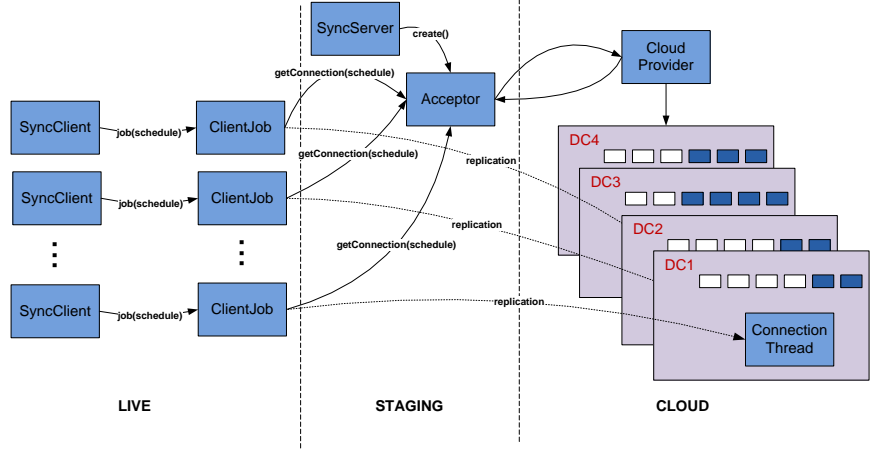 SyncServer
create()
Cloud
Provider
getConnection(schedule)
Acceptor
SyncClient
job(schedule)
ClientJob
DC4
getConnection(schedule)
replication
DC3
SyncClient
job(schedule)
ClientJob
replication
DC2
getConnection(schedule)
DC1
SyncClient
job(schedule)
ClientJob
replication
Connection
Thread
LIVE
STAGING
CLOUD